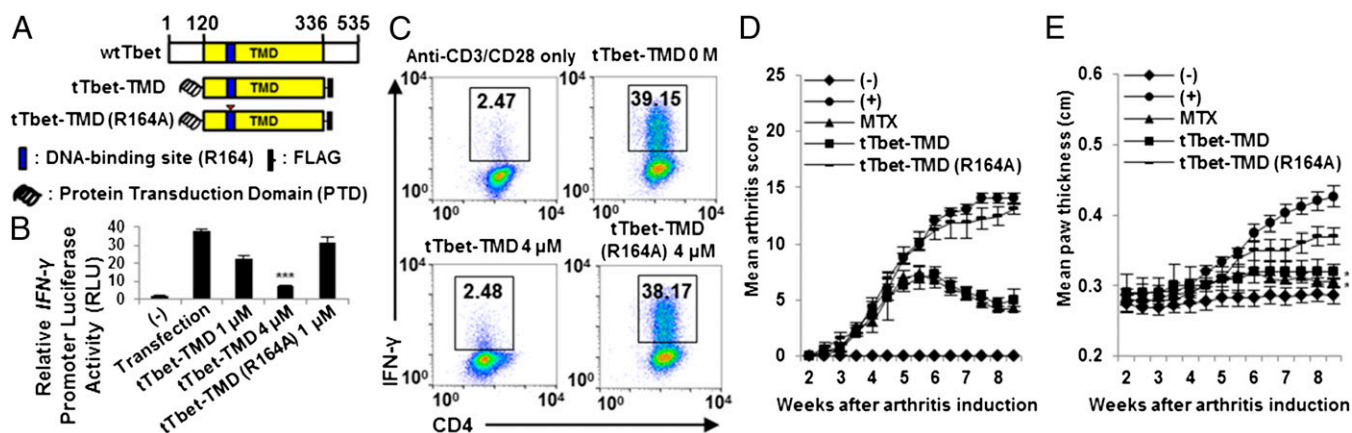 A
1 120 336 535
wtTbet TMD
tTbet-TMD TMD
tTbet-TMD (R164A) TMD
: DNA-binding site (R164) : FLAG
: Protein Transduction Domain (PTD)
B
Relative IFN-γ
Promoter Luciferase
Activity (RLU)
40
30
20
10
0
(-)
Transfection
tTbet-TMD 1 µM
tTbet-TMD 4 µM
tTbet-TMD (R164A) 1 µM
***
C
Anti-CD3/CD28 only
10⁴
2.47
10⁰
10⁰ 10⁴
tTbet-TMD 0 M
10⁴
39.15
10⁰
10⁰ 10⁴
tTbet-TMD 4 µM
10⁴
2.48
10⁰
10⁰ 10⁴
tTbet-TMD
(R164A) 4 µM
10⁴
38.17
10⁰
10⁰ 10⁴
IFN-γ
CD4
D
Mean arthritis score
25
20
15
10
5
0
(-)
(+)
MTX
tTbet-TMD
tTbet-TMD (R164A)
2 3 4 5 6 7 8
Weeks after arthritis induction
E
Mean paw thickness (cm)
0.6
0.5
0.4
0.3
0.2
(-)
(+)
MTX
tTbet-TMD
tTbet-TMD (R164A)
*
*
2 3 4 5 6 7 8
Weeks after arthritis induction